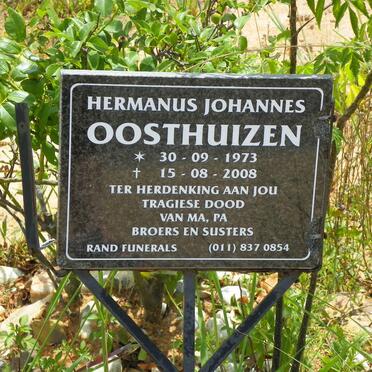 HERMANUS JOHANNES
OOSTHUIZEN
✶ 30 - 09 - 1973
† 15 - 08 - 2008
TER HERDENKING AAN JOU
TRAGIESE DOOD
VAN MA, PA
BROERS EN SUSTERS
RAND FUNERALS (011) 837 0854